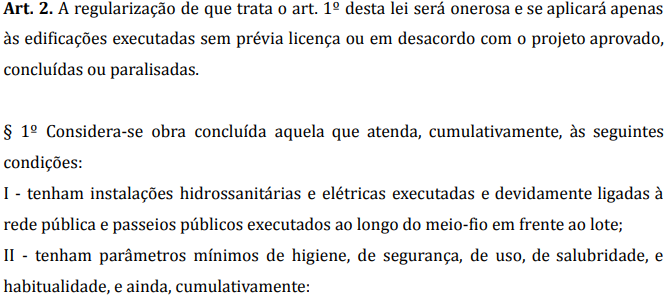 Art. 2. A regularização de que trata o art. 1º desta lei será onerosa e se aplicará apenas
às edificações executadas sem prévia licença ou em desacordo com o projeto aprovado,
concluídas ou paralisadas.
§ 1º Considera-se obra concluída aquela que atenda, cumulativamente, às seguintes
condições:
I - tenham instalações hidrossanitárias e elétricas executadas e devidamente ligadas à
rede pública e passeios públicos executados ao longo do meio-fio em frente ao lote;
II - tenham parâmetros mínimos de higiene, de segurança, de uso, de salubridade, e
habitualidade, e ainda, cumulativamente: